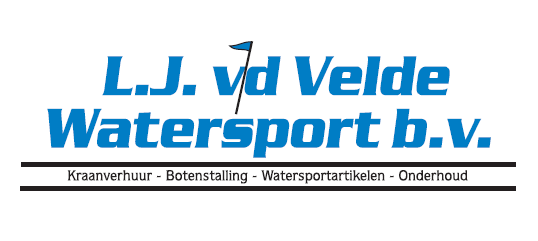 L.J. vd Velde
Watersport b.v.
Kraanverhuur - Botenstalling - Watersportartikelen - Onderhoud